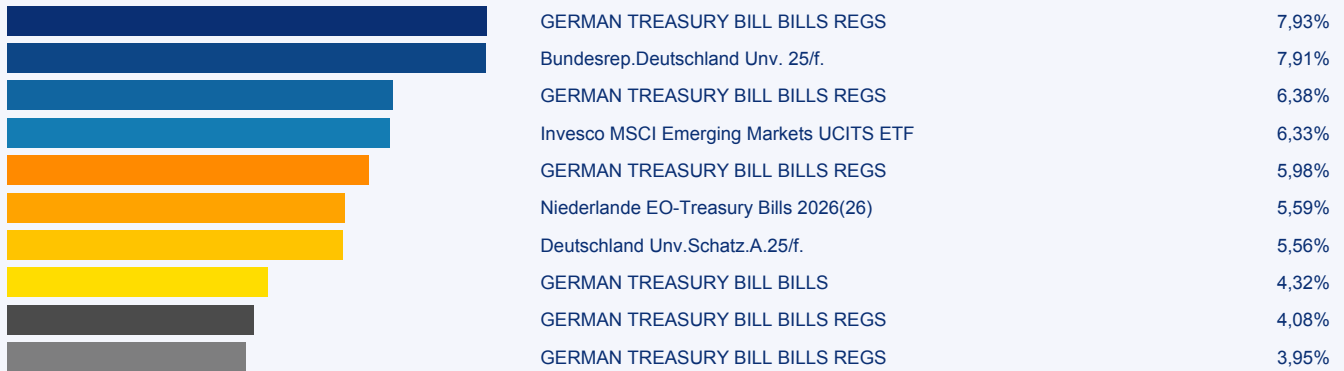 GERMAN TREASURY BILL BILLS REGS 7,93%
Bundesrep.Deutschland Unv. 25/f. 7,91%
GERMAN TREASURY BILL BILLS REGS 6,38%
Invesco MSCI Emerging Markets UCITS ETF 6,33%
GERMAN TREASURY BILL BILLS REGS 5,98%
Niederlande EO-Treasury Bills 2026(26) 5,59%
Deutschland Unv.Schatz.A.25/f. 5,56%
GERMAN TREASURY BILL BILLS 4,32%
GERMAN TREASURY BILL BILLS REGS 4,08%
GERMAN TREASURY BILL BILLS REGS 3,95%